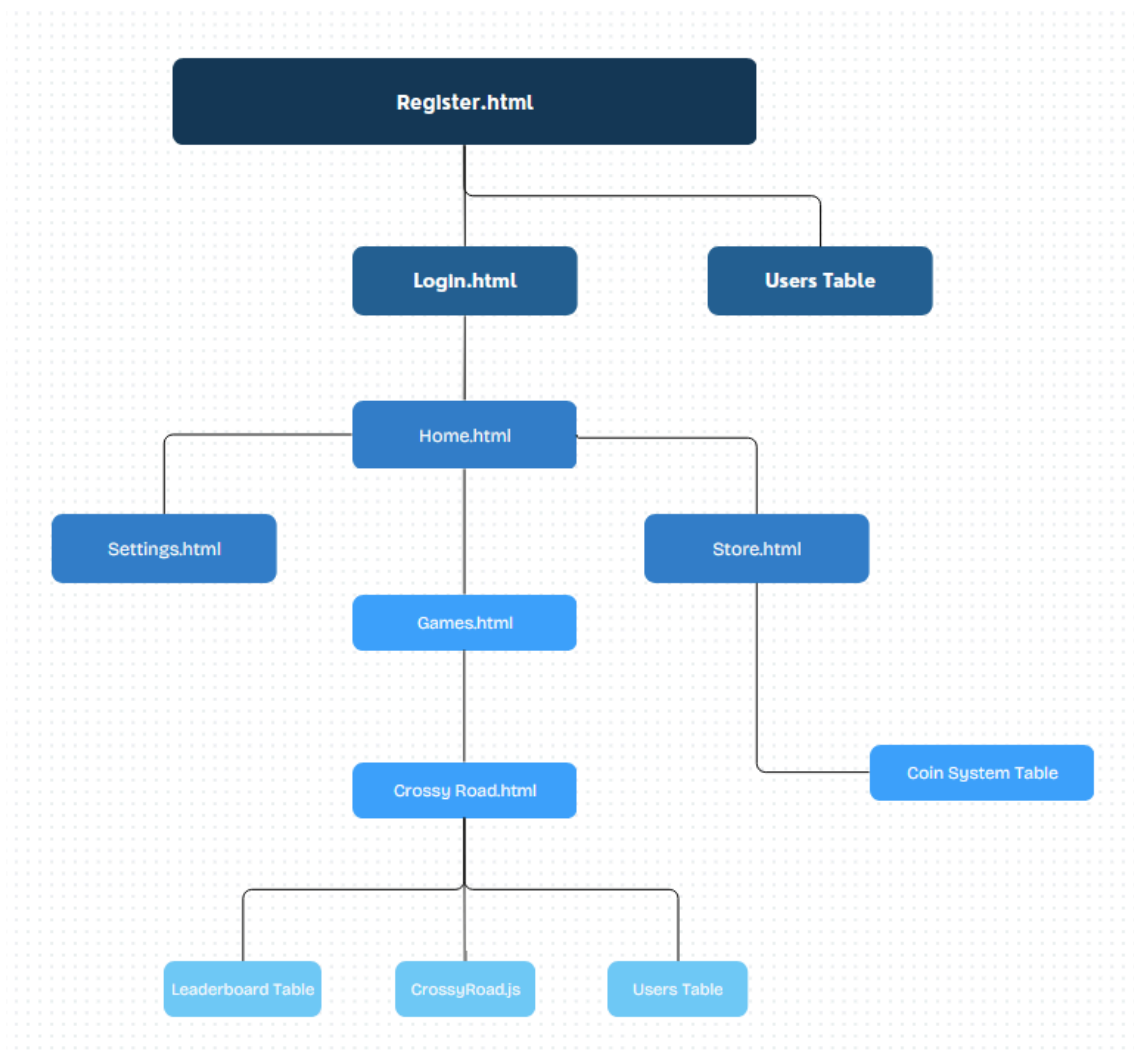 Register.html
Login.html
Users Table
Home.html
Settings.html
Store.html
Games.html
Coin System Table
Crossy Road.html
Leaderboard Table
CrossyRoad.js
Users Table